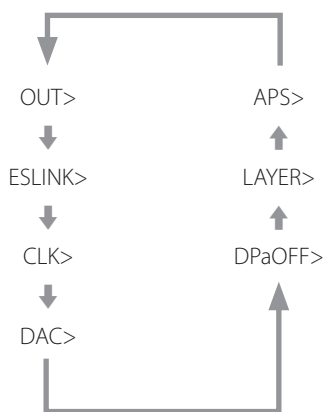 OUT>
ESLINK>
CLK>
DAC>
DPaOFF>
LAYER>
APS>